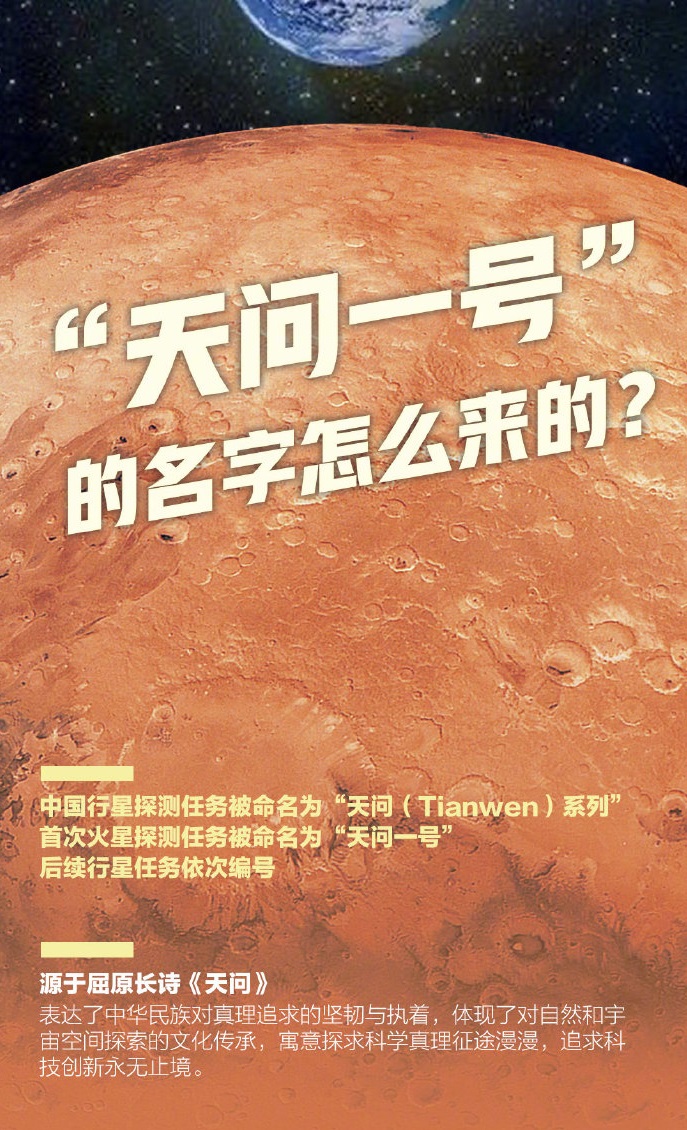 “天问一号”
的名字怎么来的？
中国行星探测任务被命名为“天问（Tianwen）系列”
首次火星探测任务被命名为“天问一号”
后续行星任务依次编号
源于屈原长诗《天问》
表达了中华民族对真理追求的坚韧与执着，体现了对自然和宇
宙空间探索的文化传承，寓意探求科学真理征途漫漫，追求科
技创新永无止境。